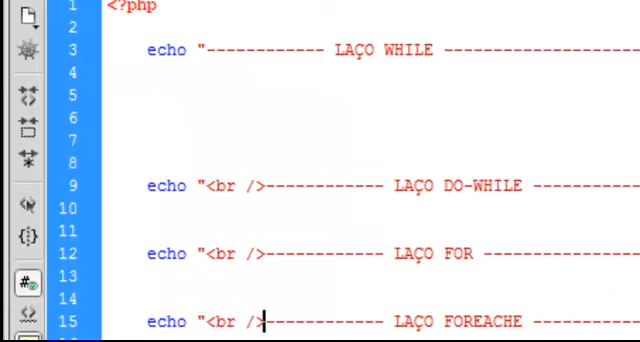 1 <?php
2
3 echo "------------ LAÇO WHILE --------------------
4
5
6
7
8
9 echo "<br />------------ LAÇO DO-WHILE -----------
10
11
12 echo "<br />------------ LAÇO FOR ----------------
13
14
15 echo "<br />------------ LAÇO FOREACHE -----------